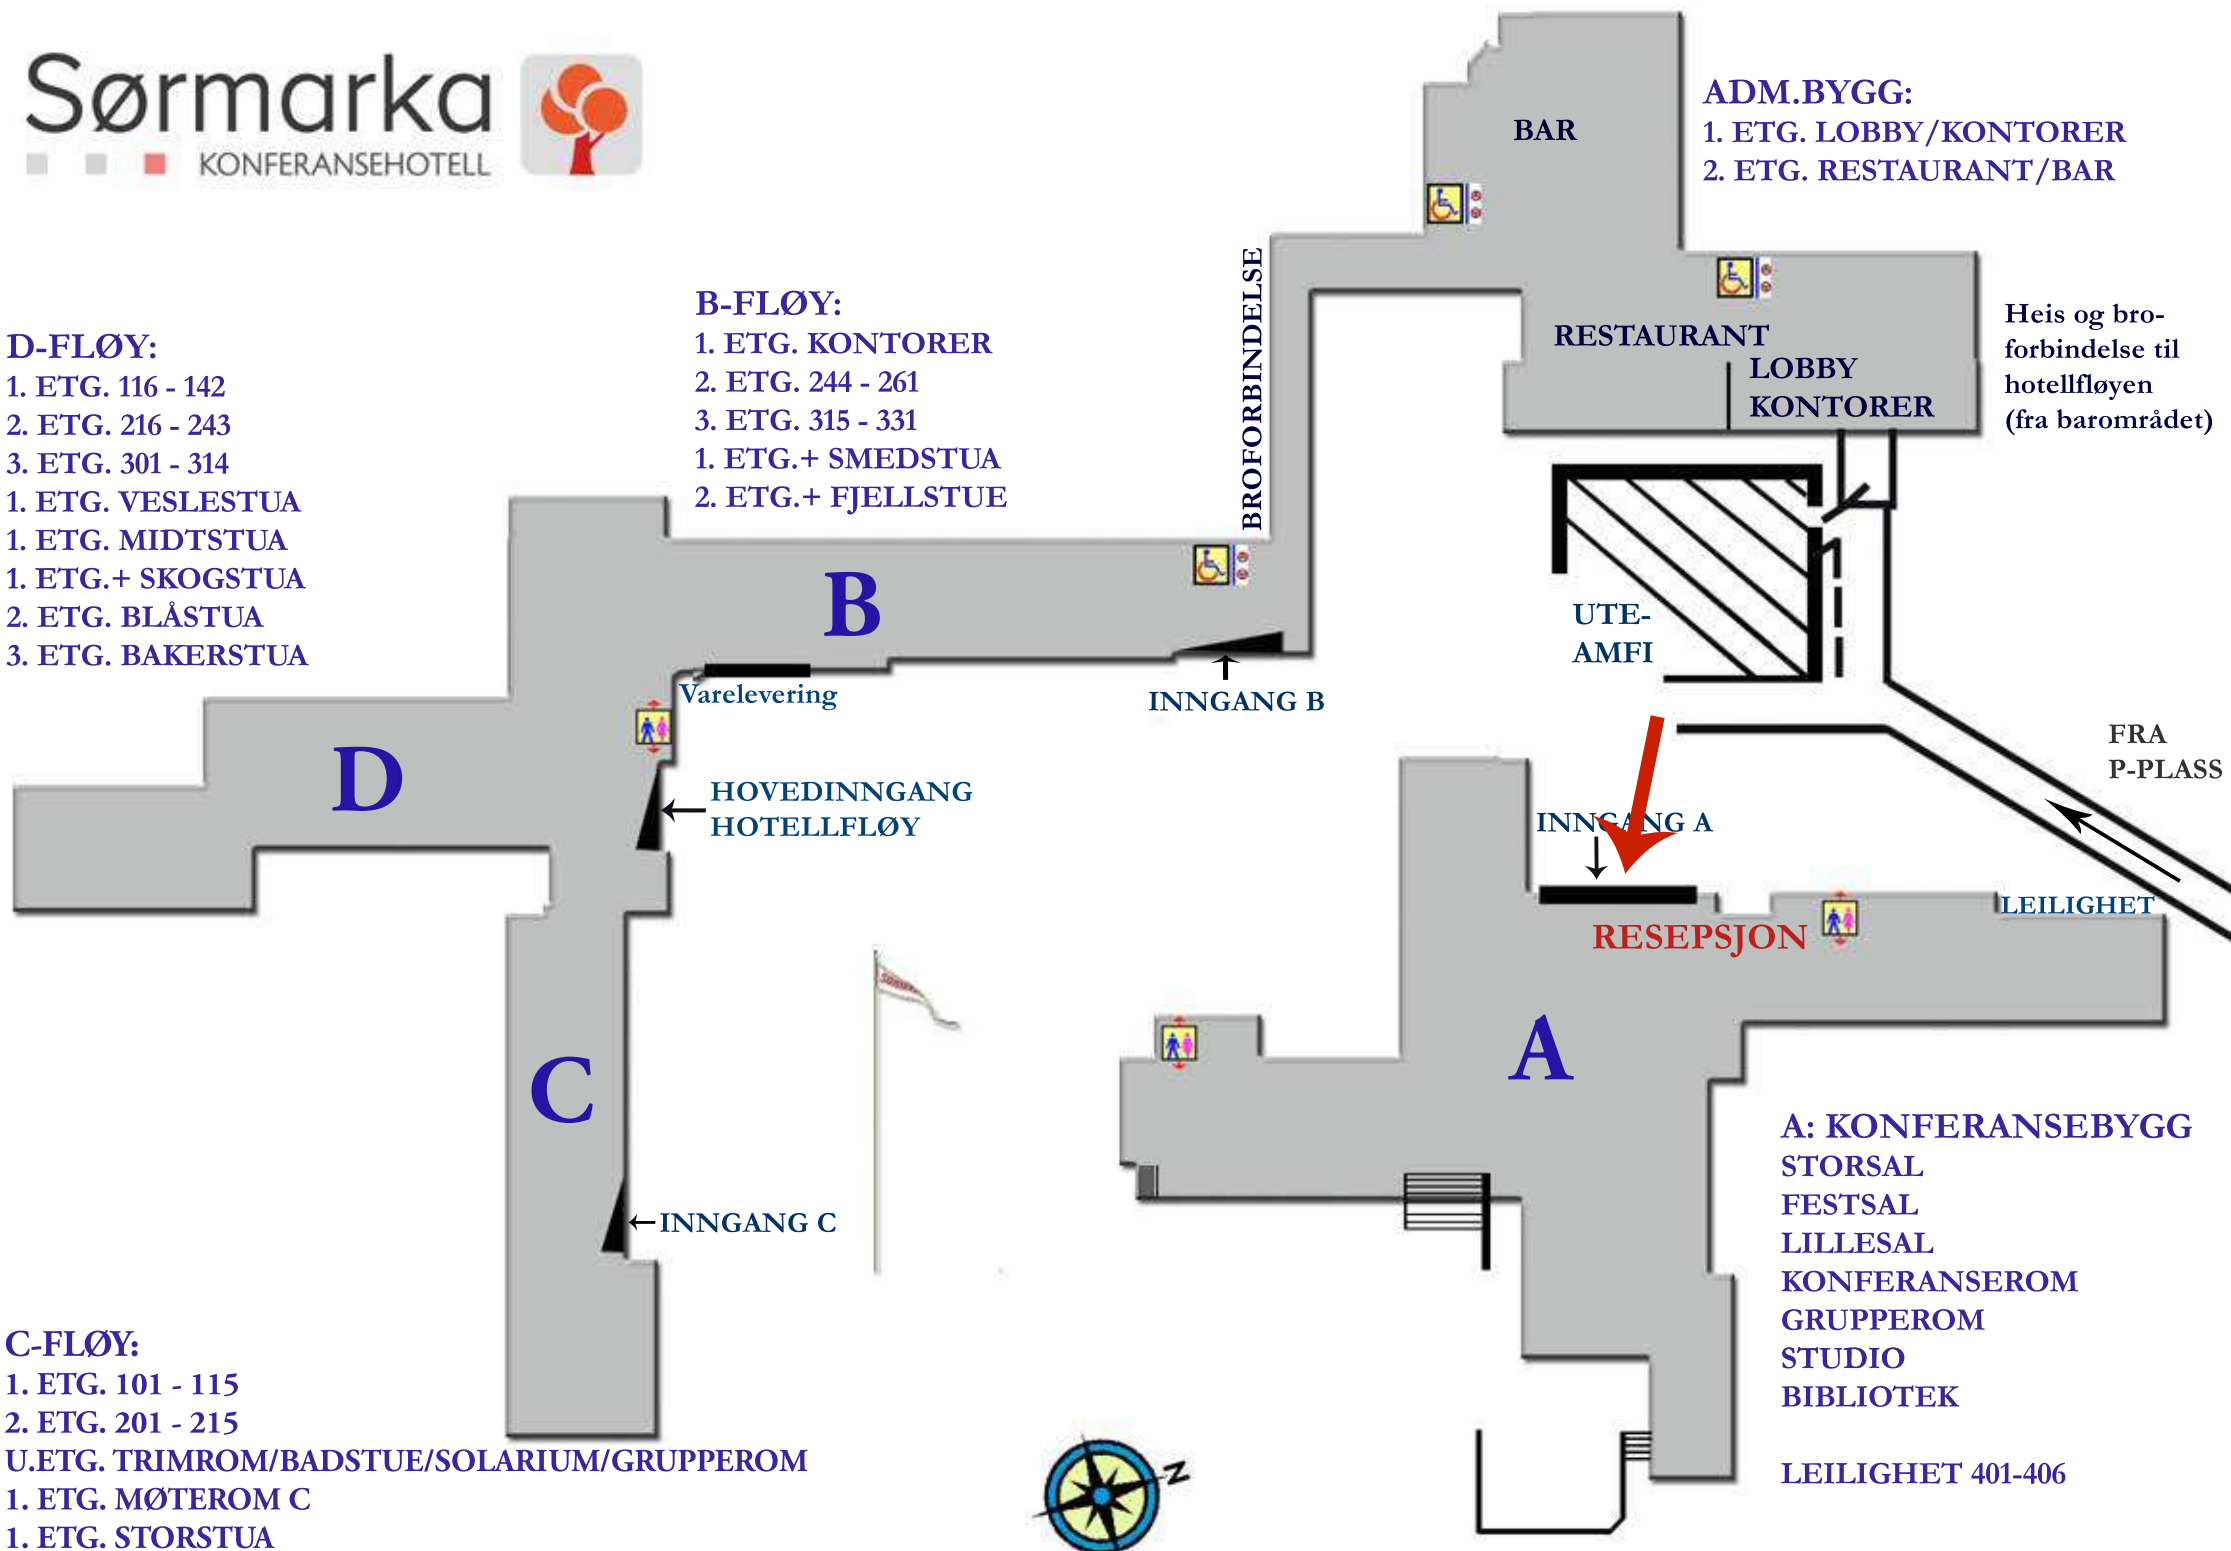 Sørmarka
KONFERANSEHOTELL
ADM.BYGG:
1. ETG. LOBBY/KONTORER
2. ETG. RESTAURANT/BAR
BAR
BROFORBINDELSE
RESTAURANT
LOBBY
KONTORER
Heis og bro-
forbindelse til
hotellfløyen
(fra barområdet)
B-FLØY:
1. ETG. KONTORER
2. ETG. 244 - 261
3. ETG. 315 - 331
1. ETG.+ SMEDSTUA
2. ETG.+ FJELLSTUE
D-FLØY:
1. ETG. 116 - 142
2. ETG. 216 - 243
3. ETG. 301 - 314
1. ETG. VESLESTUA
1. ETG. MIDTSTUA
1. ETG.+ SKOGSTUA
2. ETG. BLÅSTUA
3. ETG. BAKERSTUA
B
UTE-
AMFI
Varelevering
INNGANG B
D
HOVEDINNGANG
HOTELLFLØY
FRA
P-PLASS
INNGANG A
LEILIGHET
RESEPSJON
A
C
INNGANG C
A: KONFERANSEBYGG
STORSAL
FESTSAL
LILLESAL
KONFERANSEROM
GRUPPEROM
STUDIO
BIBLIOTEK
LEILIGHET 401-406
C-FLØY:
1. ETG. 101 - 115
2. ETG. 201 - 215
U.ETG. TRIMROM/BADSTUE/SOLARIUM/GRUPPEROM
1. ETG. MØTEROM C
1. ETG. STORSTUA
N